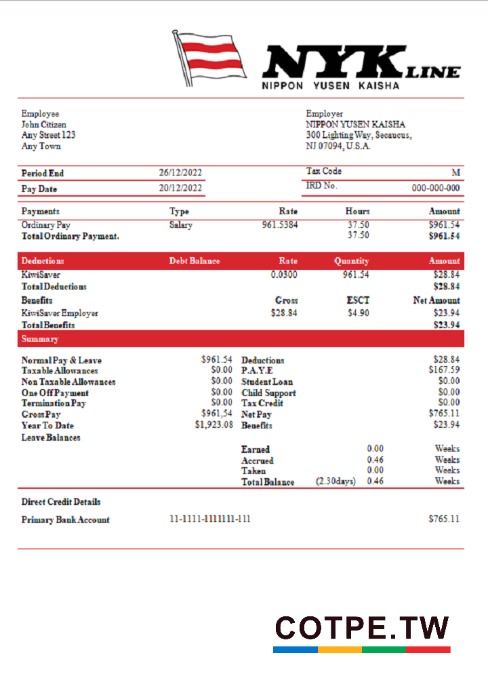 NYK LINE
NIPPON YUSEN KAISHA
Employee Employer
John Citizen NIPPON YUSEN KAISHA
Any Street 123 300 Lighting Way, Secaucus,
Any Town NJ 07094, U.S.A.
Period End 26/12/2022 Tax Code M
Pay Date 20/12/2022 IRD No. 000-000-000
Payments Type Rate Hours Amount
Ordinary Pay Salary 961.5384 37.50 $961.54
Total Ordinary Payment. 37.50 $961.54
Deductions Debt Balance Rate Quantity Amount
KiwiSaver 0.0300 961.54 $28.84
Total Deductions $28.84
Benefits Gross ESCT Net Amount
KiwiSaver Employer $28.84 $4.90 $23.94
Total Benefits $23.94
Summary
Normal Pay & Leave $961.54 Deductions $28.84
Taxable Allowances $0.00 P.A.Y.E $167.59
Non Taxable Allowances $0.00 Student Loan $0.00
One Off Payment $0.00 Child Support $0.00
Termination Pay $0.00 Tax Credit $0.00
Gross Pay $961,54 Net Pay $765.11
Year To Date $1,923.08 Benefits $23.94
Leave Balances
Earned 0.00 Weeks
Accrued 0.46 Weeks
Taken 0.00 Weeks
Total Balance (2.30days) 0.46 Weeks
Direct Credit Details
Primary Bank Account 11-1111-1111111-111 $765.11
COTPE.TW